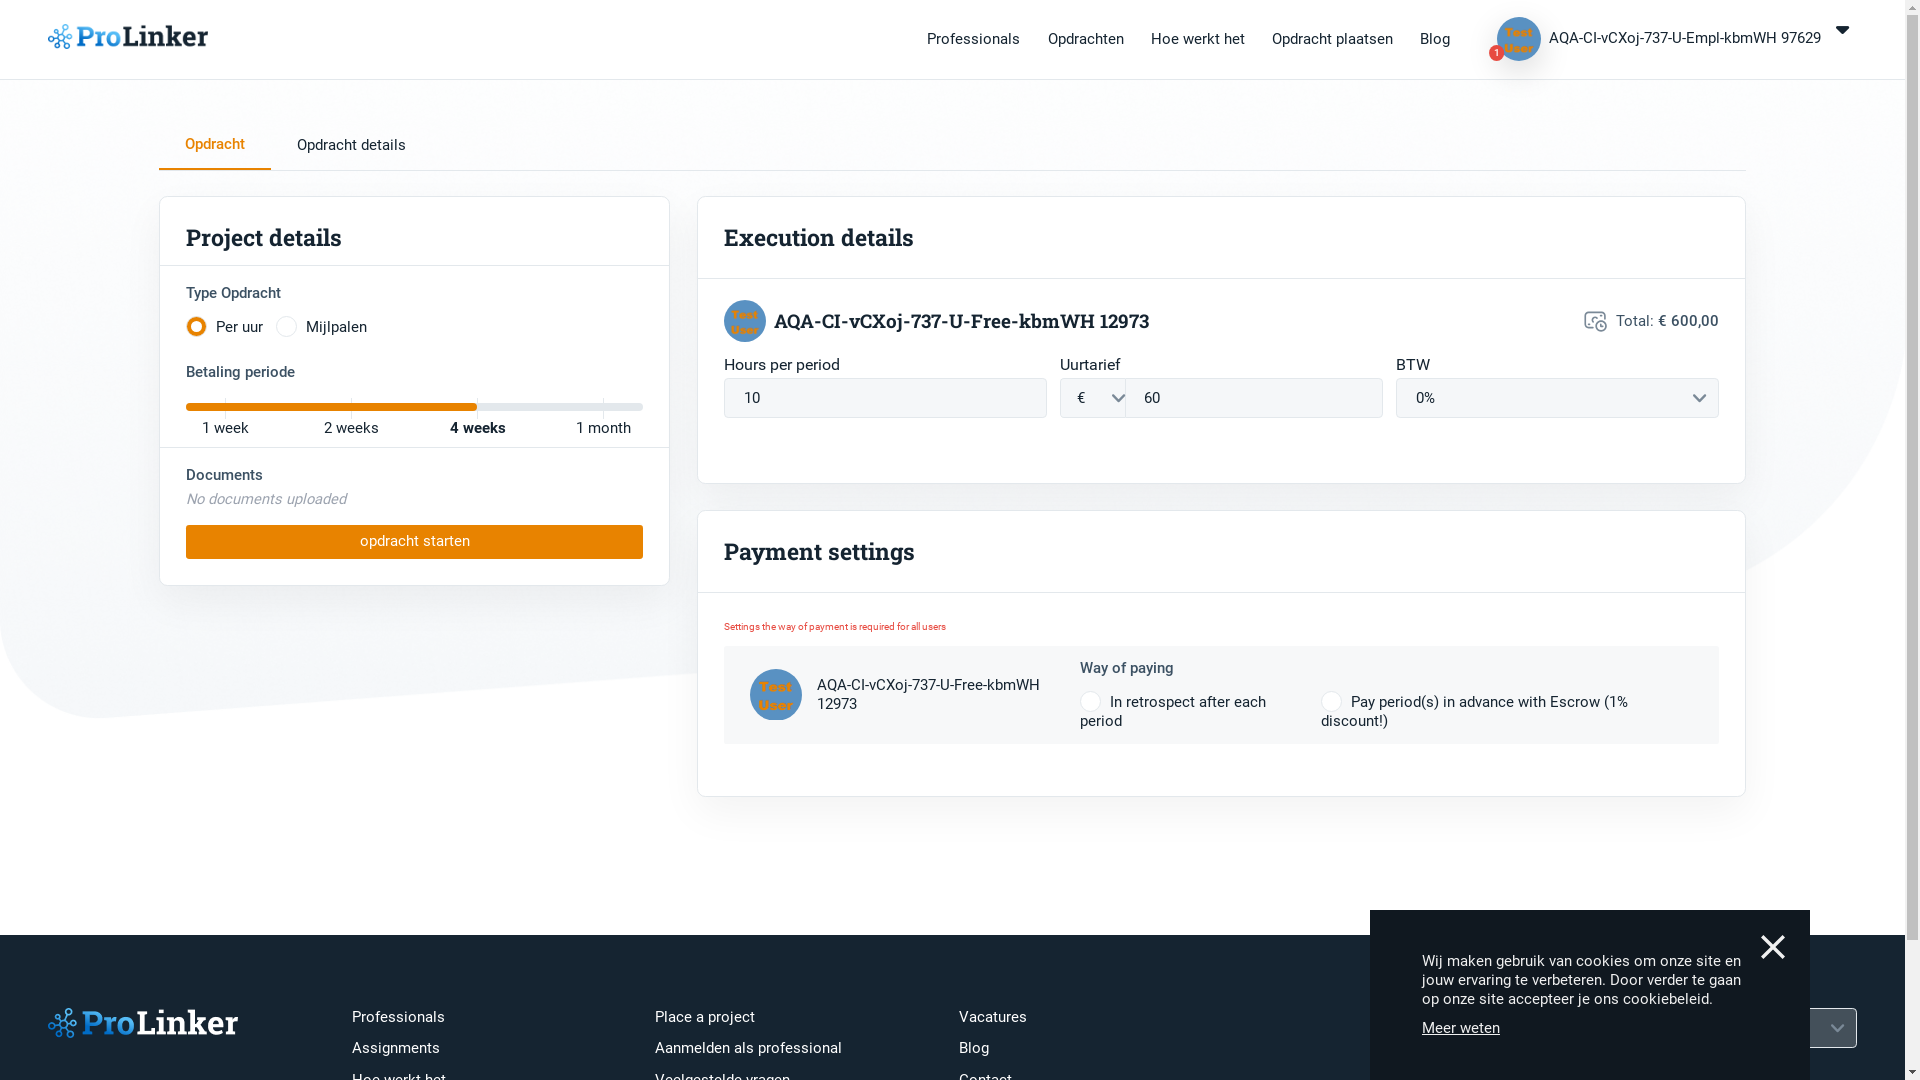 ProLinker
Professionals
Opdrachten
Hoe werkt het
Opdracht plaatsen
Blog
Test
User
1
AQA-CI-vCXoj-737-U-Empl-kbmWH 97629
Opdracht
Opdracht details
Project details
Type Opdracht
Per uur
Mijlpalen
Betaling periode
1 week
2 weeks
4 weeks
1 month
Documents
No documents uploaded
opdracht starten
Execution details
Test
User
AQA-CI-vCXoj-737-U-Free-kbmWH 12973
Total: € 600,00
Hours per period
10
Uurtarief
€
60
BTW
0%
Payment settings
Settings the way of payment is required for all users
Test
User
AQA-CI-vCXoj-737-U-Free-kbmWH
12973
Way of paying
In retrospect after each
period
Pay period(s) in advance with Escrow (1%
discount!)
ProLinker
Professionals
Assignments
Hoe werkt het
Place a project
Aanmelden als professional
Veelgestelde vragen
Vacatures
Blog
Contact
Wij maken gebruik van cookies om onze site en
jouw ervaring te verbeteren. Door verder te gaan
op onze site accepteer je ons cookiebeleid.
Meer weten